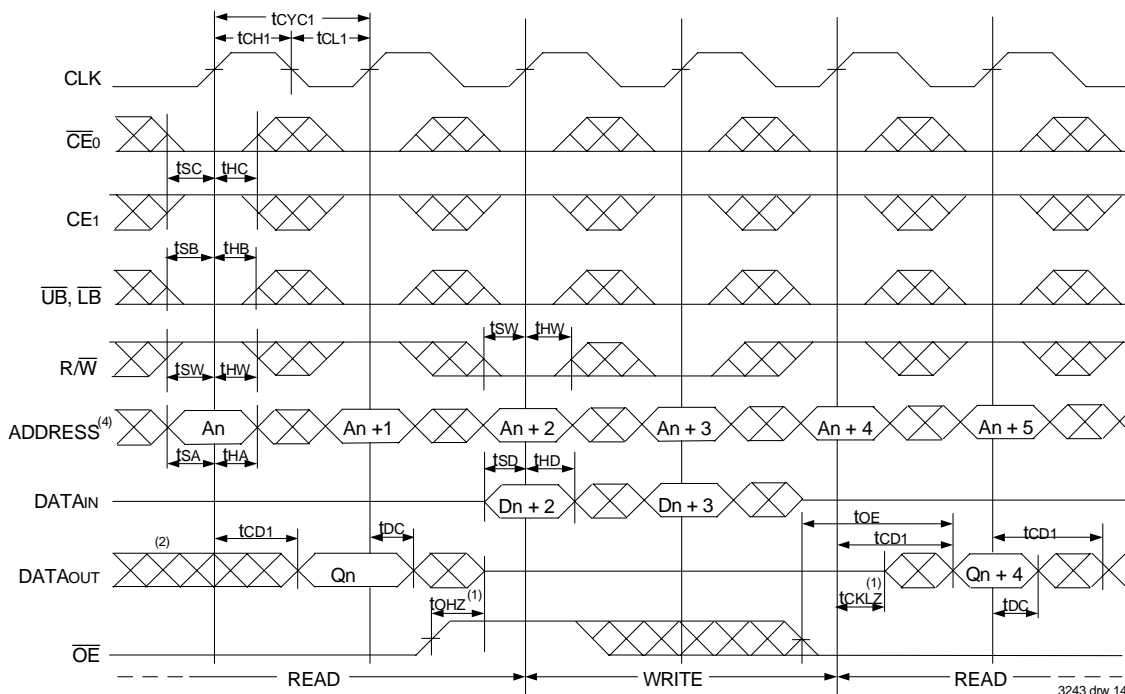 tCYC1
tCH1 tCL1
CLK
CE0
tSC tHC
CE1
tSB tHB
UB, LB
tSW tHW
R/W
tSW tHW
ADDRESS(4) An An +1 An + 2 An + 3 An + 4 An + 5
tSA tHA tSD tHD
DATAIN Dn + 2 Dn + 3
tOE
tCD1 tDC tCD1 tCD1
(2)
DATAOUT Qn Qn + 4
tOHZ(1) tCKLZ(1) tDC
OE
READ WRITE READ
3243 drw 14